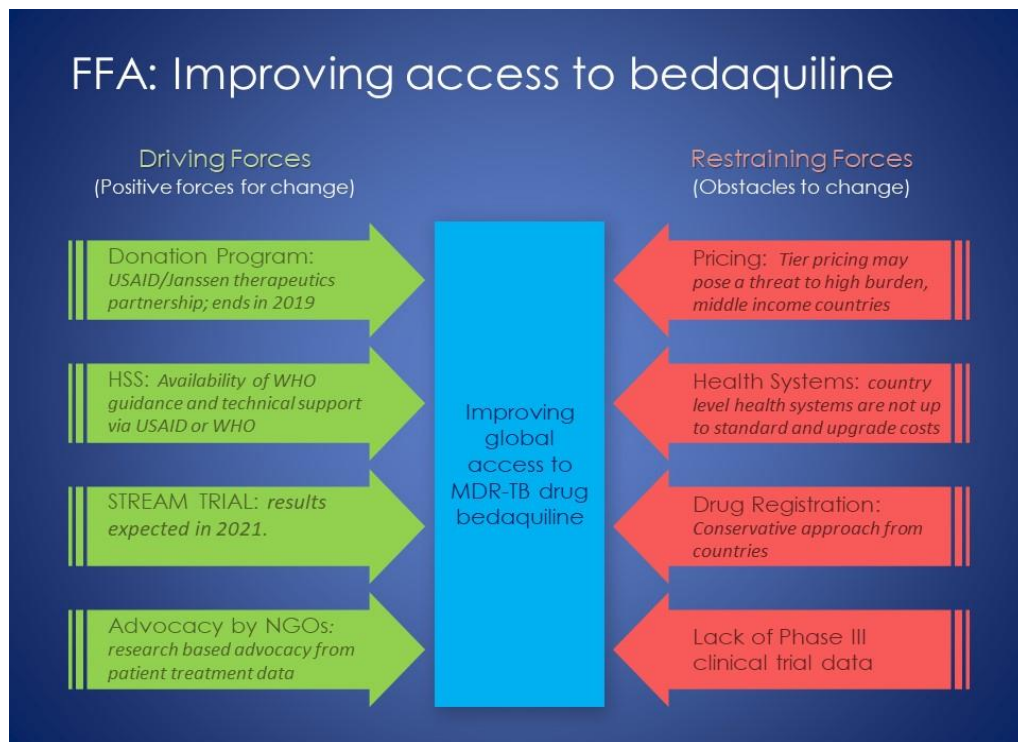 FFA: Improving access to bedaquiline
Driving Forces
(Positive forces for change)
Donation Program:
USAID/Janssen therapeutics
partnership; ends in 2019
HSS: Availability of WHO
guidance and technical support
via USAID or WHO
STREAM TRIAL: results
expected in 2021.
Advocacy by NGOs:
research based advocacy from
patient treatment data
Improving
global
access to
MDR-TB drug
bedaquiline
Restraining Forces
(Obstacles to change)
Pricing: Tier pricing may
pose a threat to high burden,
middle income countries
Health Systems: country
level health systems are not up
to standard and upgrade costs
Drug Registration:
Conservative approach from
countries
Lack of Phase III
clinical trial data